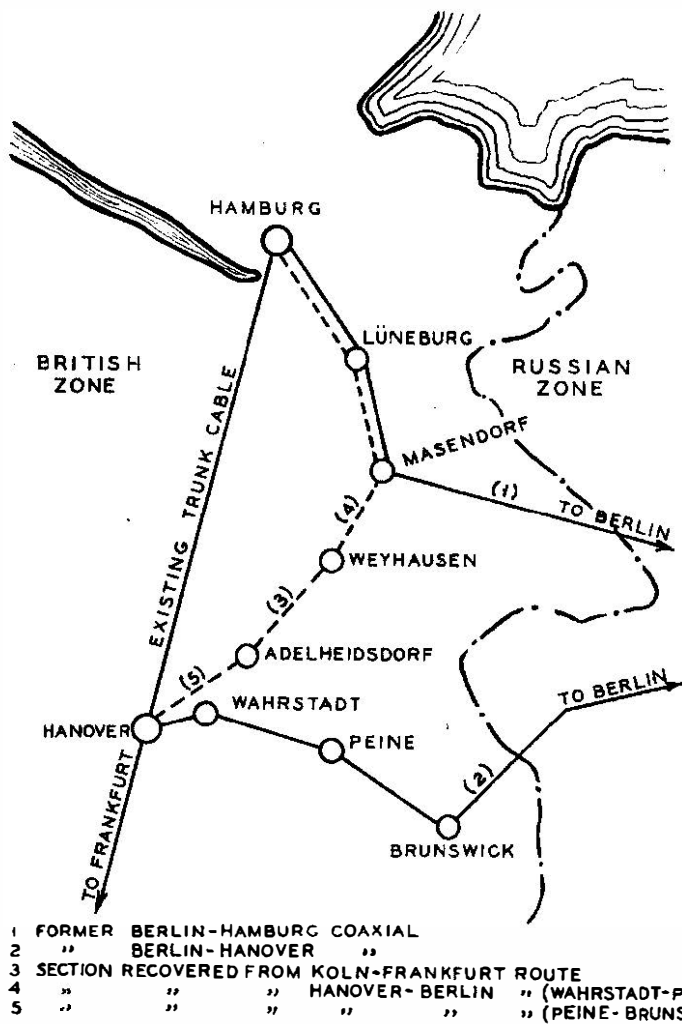 HAMBURG
LÜNEBURG
BRITISH
ZONE
RUSSIAN
ZONE
EXISTING TRUNK CABLE
MASENDORF
(1)
TO BERLIN
(4)
WEYHAUSEN
(3)
ADELHEIDSDORF
(5)
WAHRSTADT
TO BERLIN
HANOVER
PEINE
(2)
TO FRANKFURT
BRUNSWICK
1 FORMER BERLIN-HAMBURG COAXIAL
2 " BERLIN-HANOVER "
3 SECTION RECOVERED FROM KOLN-FRANKFURT ROUTE
4 " " " HANOVER-BERLIN " (WAHRSTADT-P
5 " " " " " " (PEINE-BRUNS